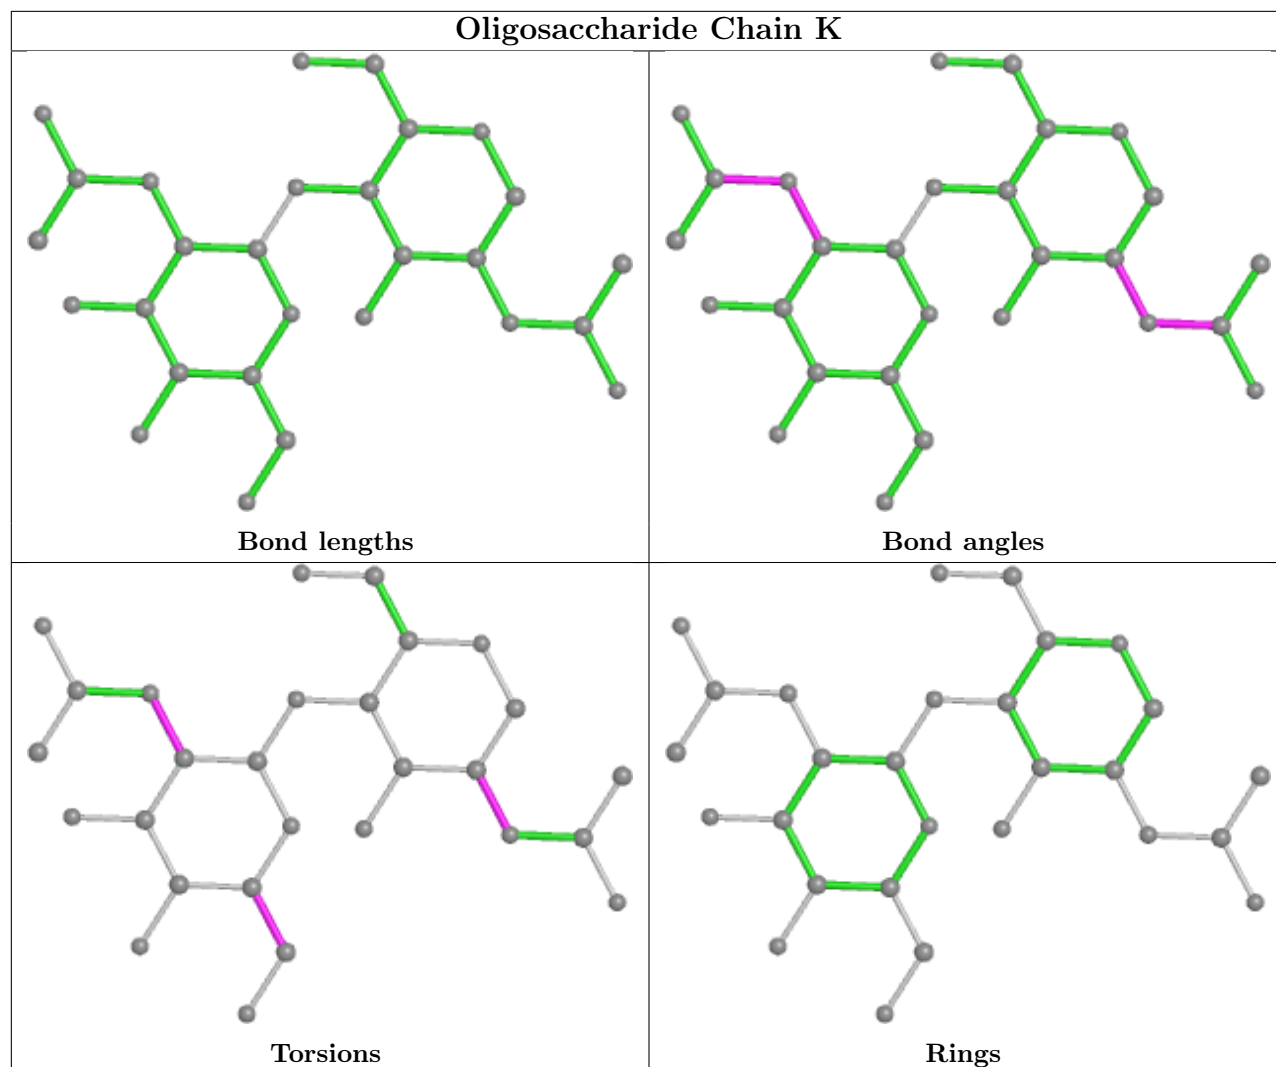 Oligosaccharide Chain K
Bond lengths
Bond angles
Torsions
Rings